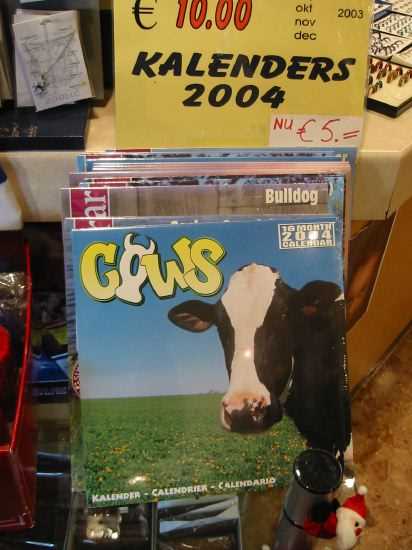 € 10.00
okt
nov
dec
2003
KALENDERS
2004
NU € 5.=
Bulldog
COWS
16 MONTH
2004
CALENDAR
KALENDER - CALENDRIER - CALENDARIO